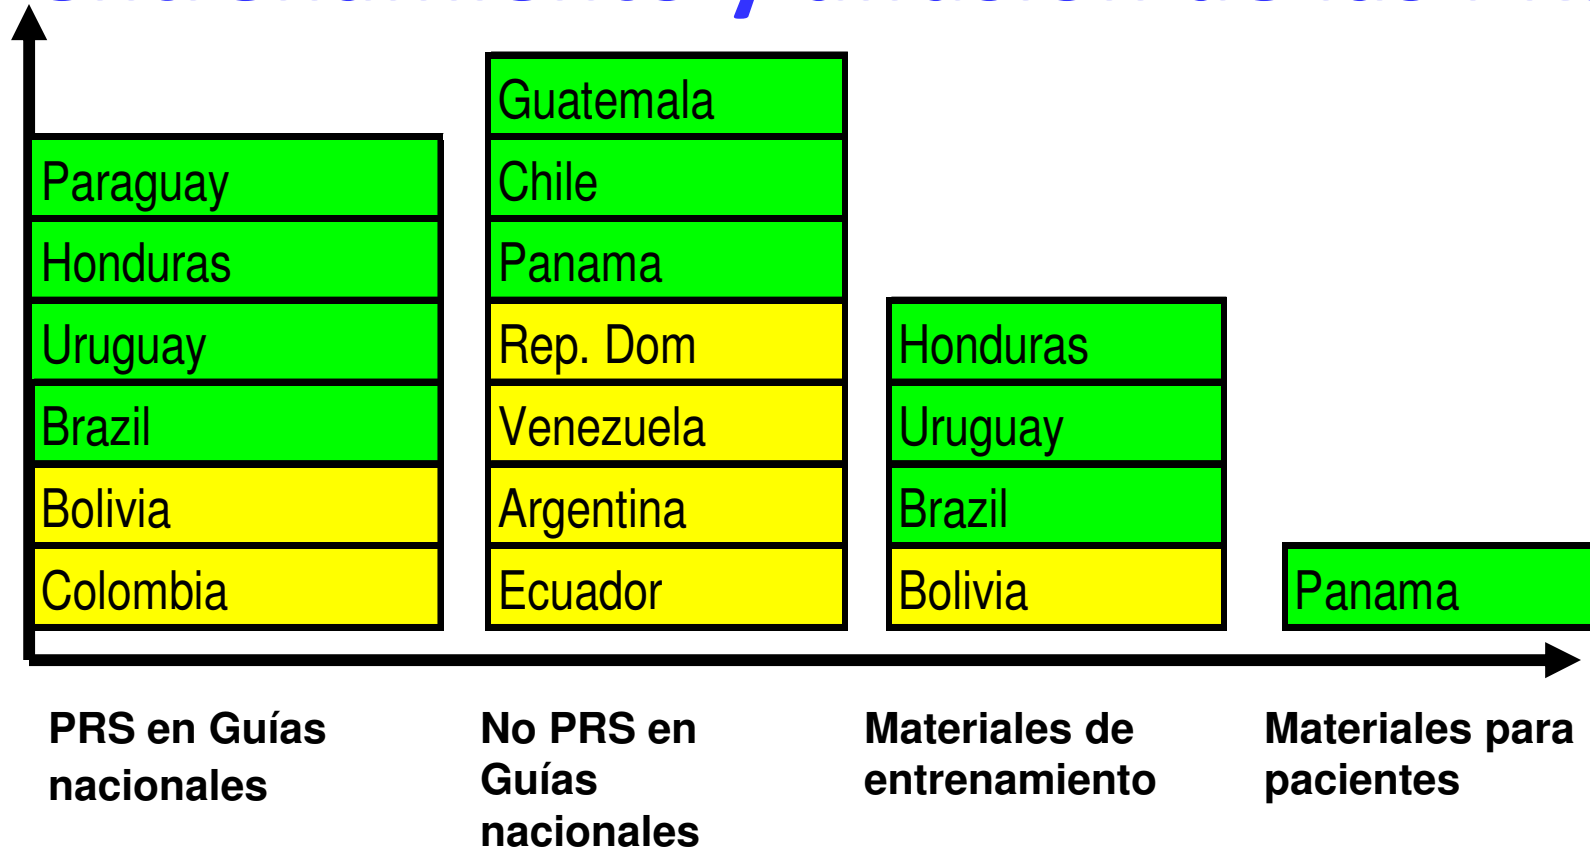 Paraguay
Honduras
Uruguay
Brazil
Bolivia
Colombia
Guatemala
Chile
Panama
Rep. Dom
Venezuela
Argentina
Ecuador
Honduras
Uruguay
Brazil
Bolivia
Panama
PRS en Guías
nacionales
No PRS en
Guías
nacionales
Materiales de
entrenamiento
Materiales para
pacientes